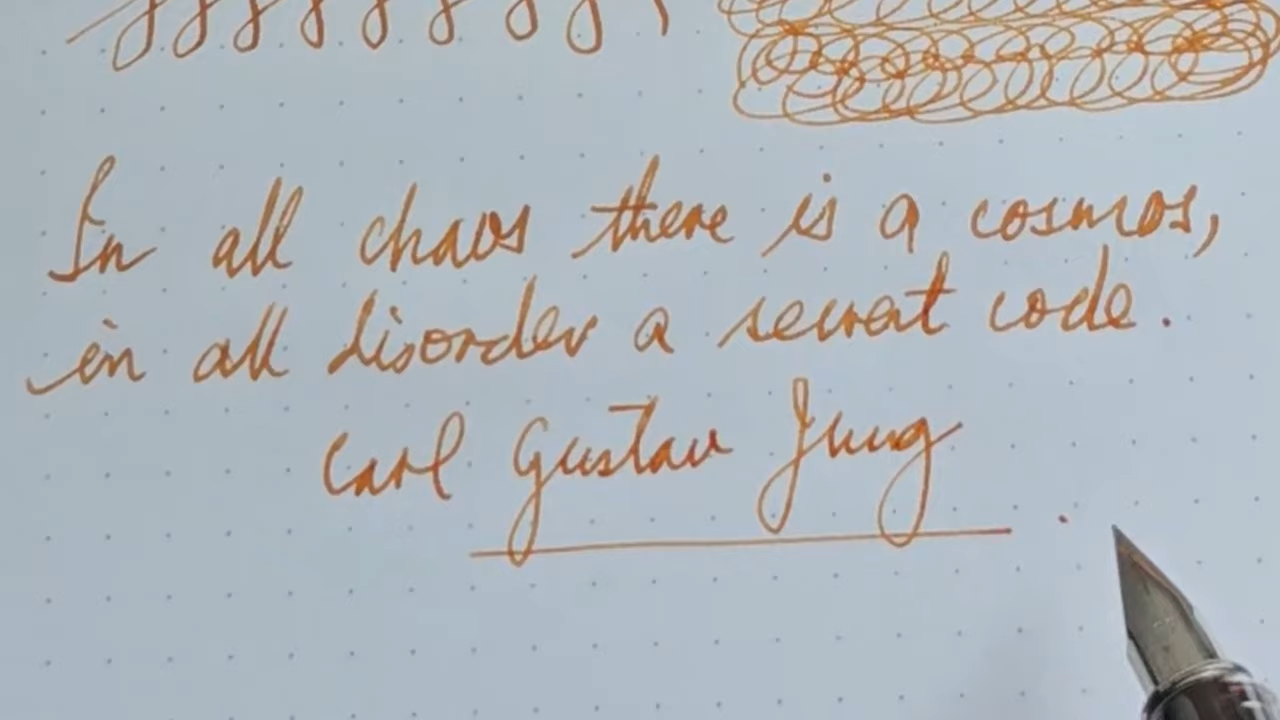 In all chaos there is a cosmos,
in all disorder a secret code.
Carl Gustav Jung